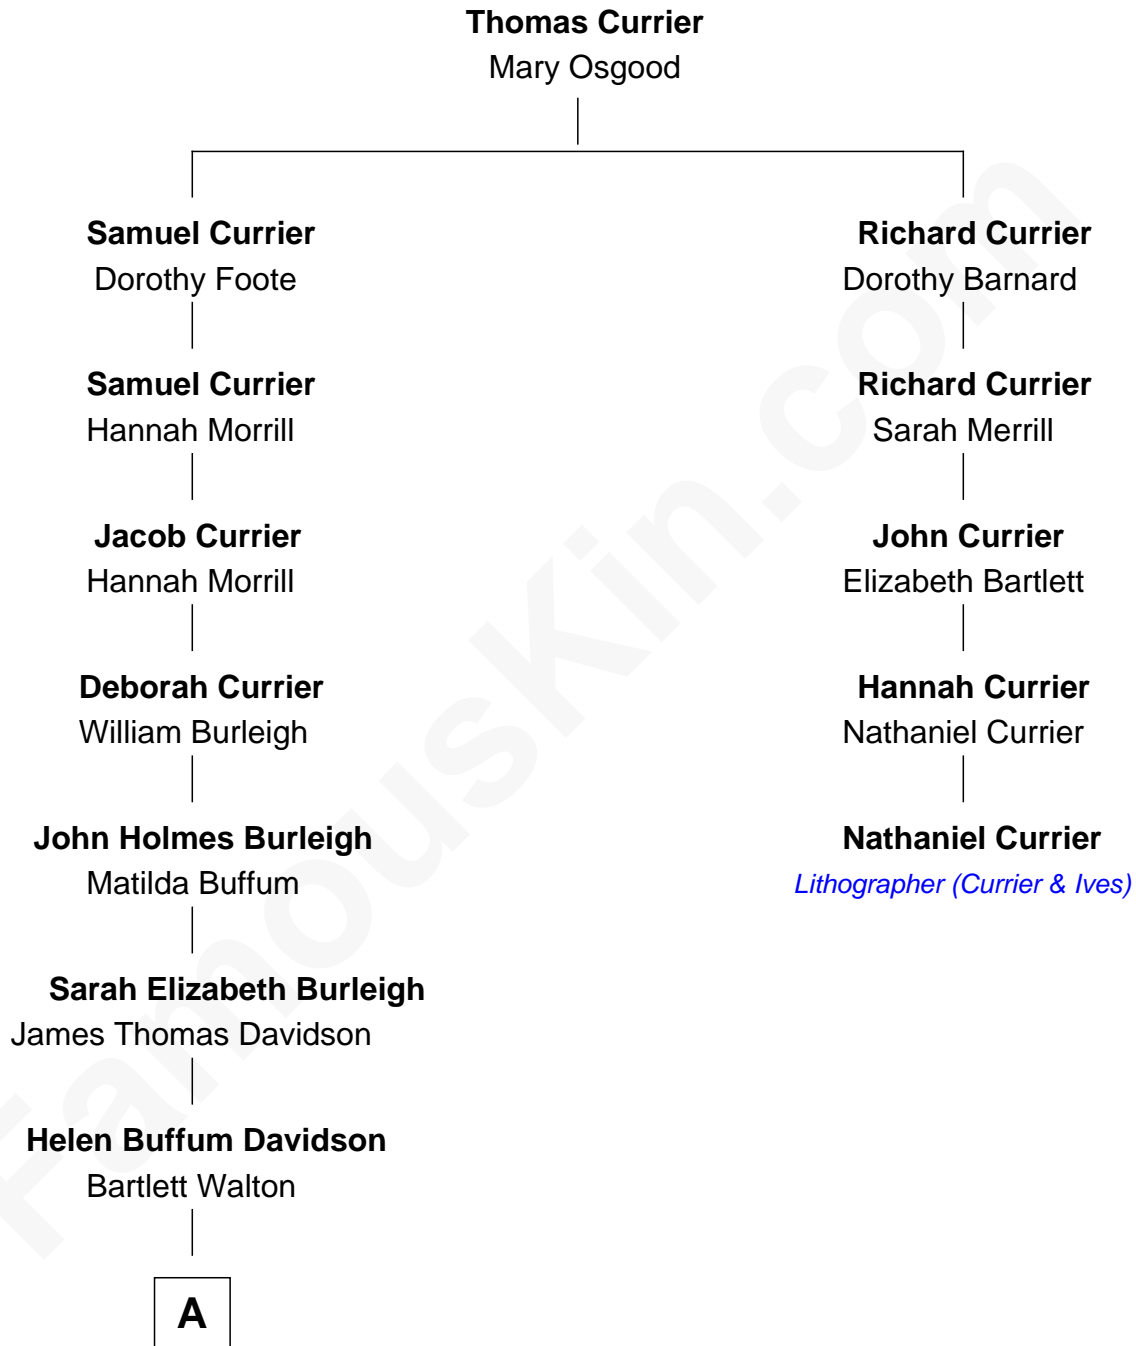 Thomas Currier
Mary Osgood
Samuel Currier
Dorothy Foote
Samuel Currier
Hannah Morrill
Jacob Currier
Hannah Morrill
Deborah Currier
William Burleigh
John Holmes Burleigh
Matilda Buffum
Sarah Elizabeth Burleigh
James Thomas Davidson
Helen Buffum Davidson
Bartlett Walton
A
Richard Currier
Dorothy Barnard
Richard Currier
Sarah Merrill
John Currier
Elizabeth Bartlett
Hannah Currier
Nathaniel Currier
Nathaniel Currier
Lithographer (Currier & Ives)
FamousKin.com